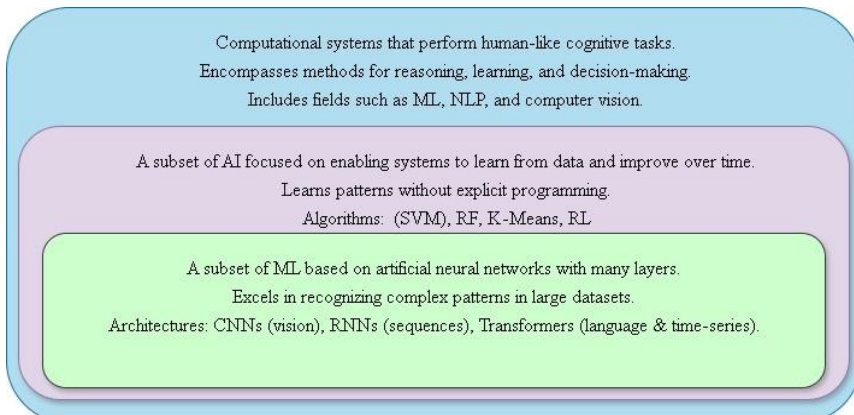 Computational systems that perform human-like cognitive tasks.
Encompasses methods for reasoning, learning, and decision-making.
Includes fields such as ML, NLP, and computer vision.
A subset of AI focused on enabling systems to learn from data and improve over time.
Learns patterns without explicit programming.
Algorithms: (SVM), RF, K-Means, RL
A subset of ML based on artificial neural networks with many layers.
Excels in recognizing complex patterns in large datasets.
Architectures: CNNs (vision), RNNs (sequences), Transformers (language & time-series).